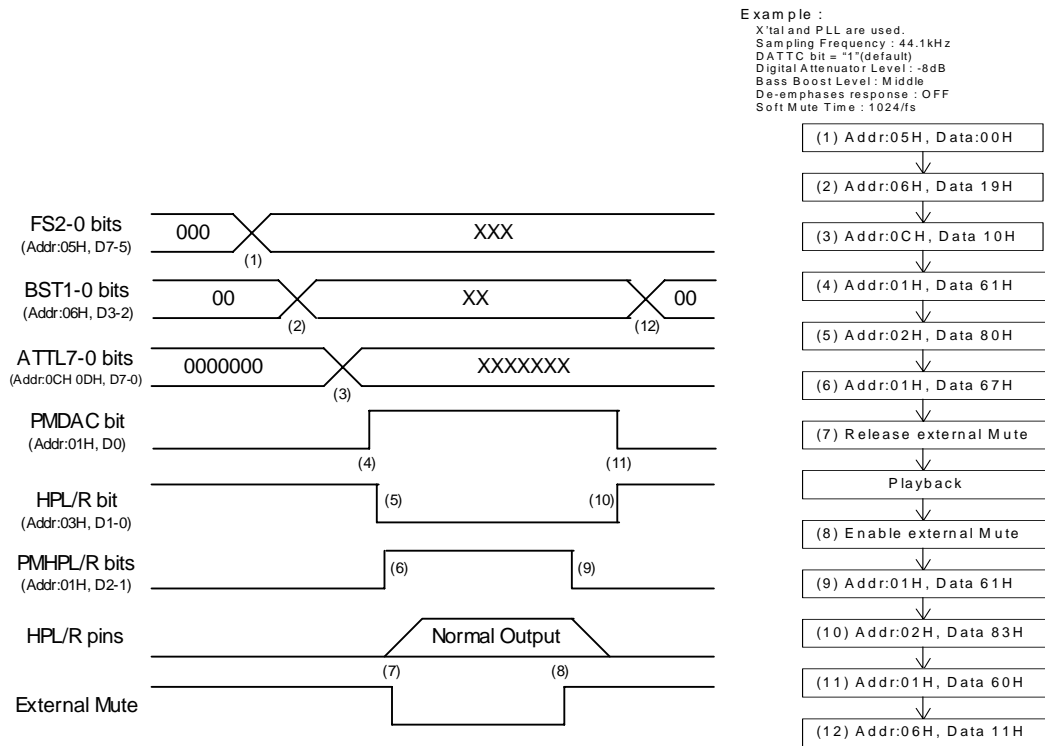 Example :
X'tal and PLL are used.
Sampling Frequency : 44.1kHz
DATTC bit = “1”(default)
Digital Attenuator Level : -8dB
Bass Boost Level : Middle
De-emphases response : OFF
Soft Mute Time : 1024/fs
(1) Addr:05H, Data:00H
(2) Addr:06H, Data 19H
(3) Addr:0CH, Data 10H
(4) Addr:01H, Data 61H
(5) Addr:02H, Data 80H
(6) Addr:01H, Data 67H
(7) Release external Mute
Playback
(8) Enable external Mute
(9) Addr:01H, Data 61H
(10) Addr:02H, Data 83H
(11) Addr:01H, Data 60H
(12) Addr:06H, Data 11H
FS2-0 bits
(Addr:05H, D7-5)
000
XXX
(1)
BST1-0 bits
(Addr:06H, D3-2)
00
XX
00
(2)
(12)
ATTL7-0 bits
(Addr:0CH 0DH, D7-0)
0000000
XXXXXXX
(3)
PMDAC bit
(Addr:01H, D0)
(4)
(11)
HPL/R bit
(Addr:03H, D1-0)
(5)
(10)
PMHPL/R bits
(Addr:01H, D2-1)
(6)
(9)
HPL/R pins
Normal Output
(7)
(8)
External Mute